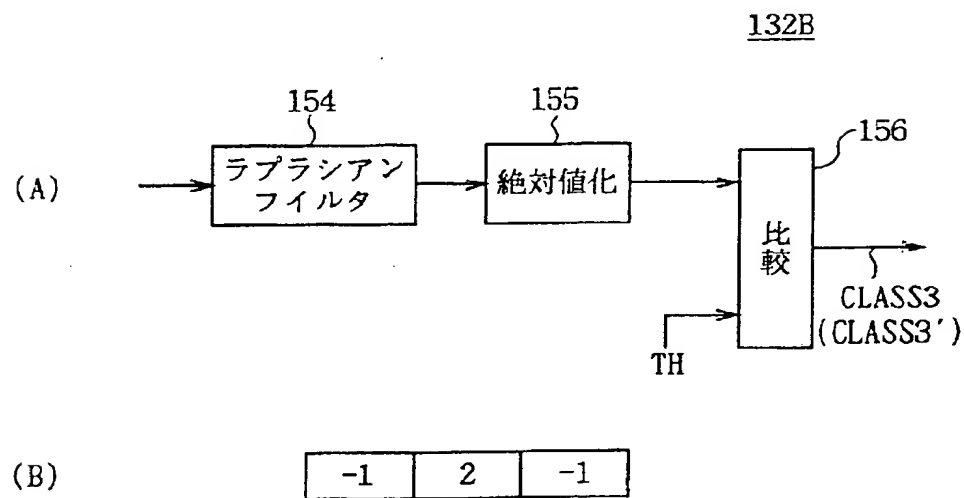 132B
154
155
156
(A)
ラプラシアン
フイルタ
絶対値化
比
較
CLASS3
(CLASS3′)
TH
(B)
-1 2 -1